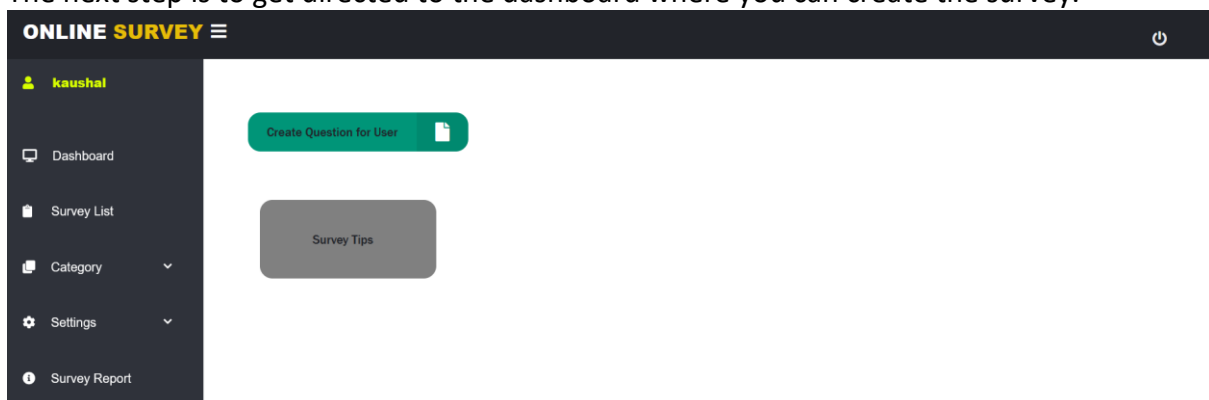 The next step is to get directed to the dashboard where you can create the survey.
ONLINE SURVEY
kaushal
Create Question for User
Dashboard
Survey List
Survey Tips
Category
Settings
Survey Report